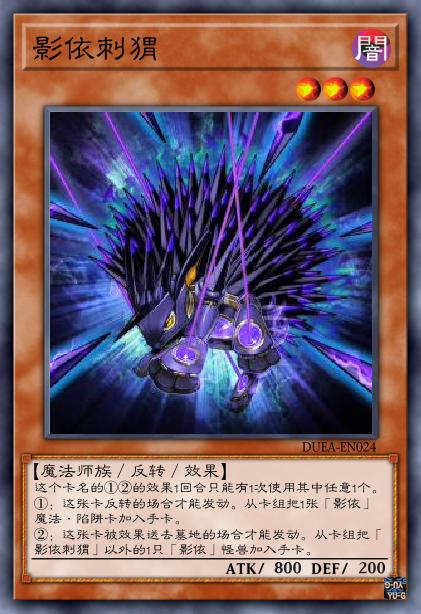 影依刺猬
闇
DUEA-EN024
【魔法师族／反转／效果】
这个卡名的①②的效果1回合只能有1次使用其中任意1个。
①：这张卡反转的场合才能发动。从卡组把1张「影依」
魔法·陷阱卡加入手卡。
②：这张卡被效果送去墓地的场合才能发动。从卡组把「
影依刺猬」以外的1只「影依」怪兽加入手卡。
ATK/ 800 DEF/ 200